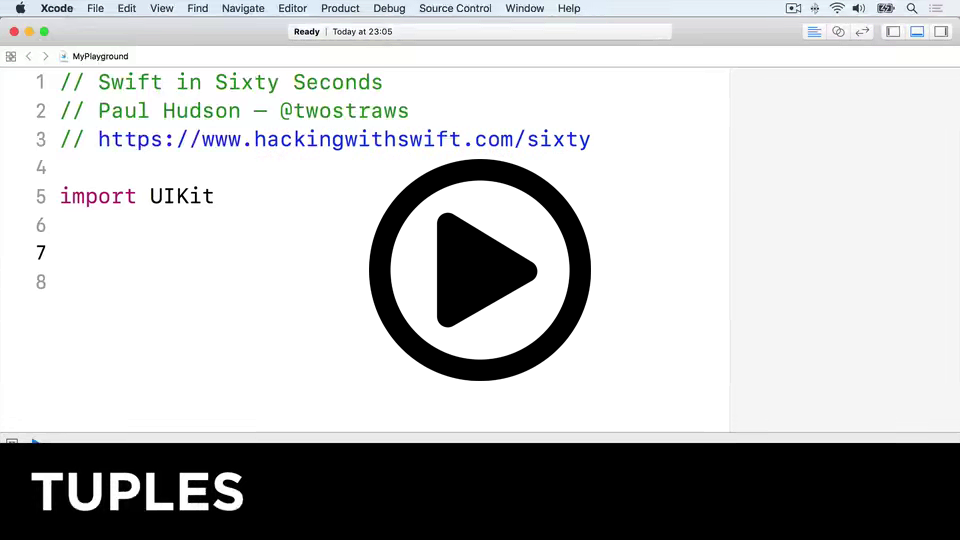 Xcode File Edit View Find Navigate Editor Product Debug Source Control Window Help
Ready | Today at 23:05
MyPlayground
1 // Swift in Sixty Seconds
2 // Paul Hudson — @twostraws
3 // https://www.hackingwithswift.com/sixty
4
5 import UIKit
6
7
8
TUPLES